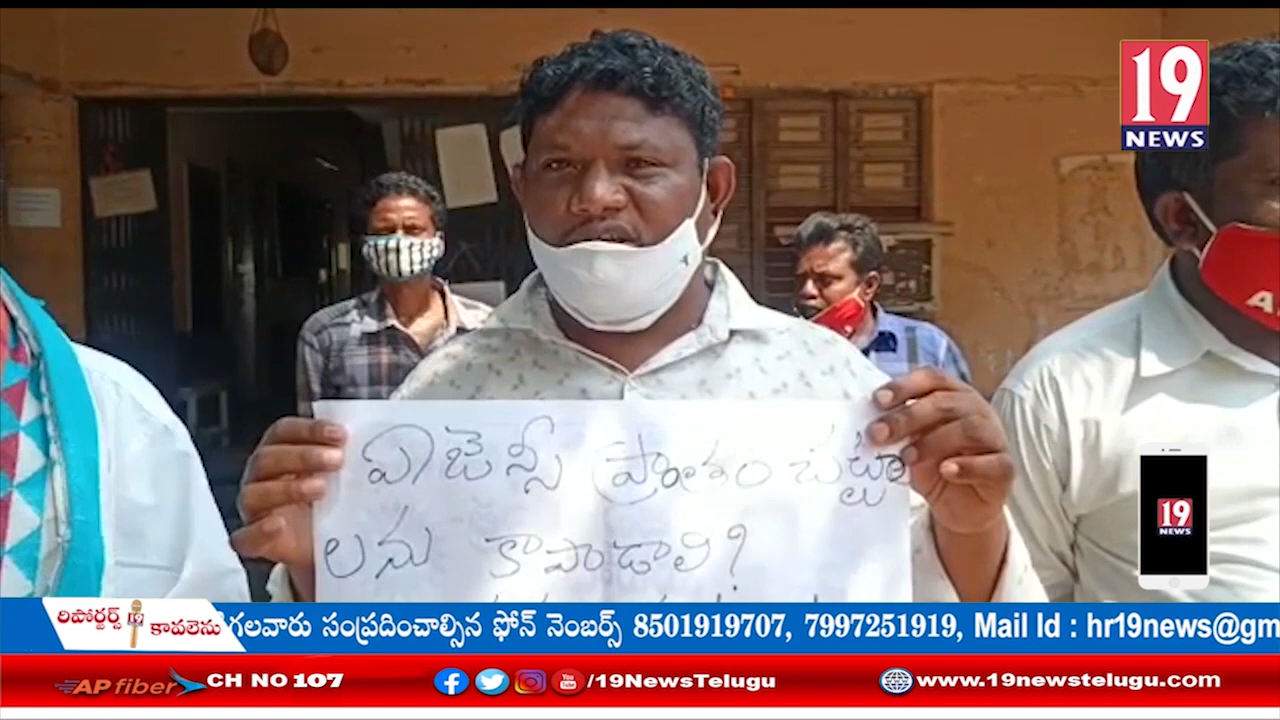 19
NEWS
ఏజెన్సీ ప్రాంతం చట్టా
లను కాపాడాలి?
19
NEWS
రిపోర్టర్స్ 19 కావలెను
గలవారు సంప్రదించాల్సిన ఫోన్ నెంబర్స్ 8501919707, 7997251919, Mail Id : hr19news@gm
AP fiber CH NO 107 /19NewsTelugu www.19newstelugu.com